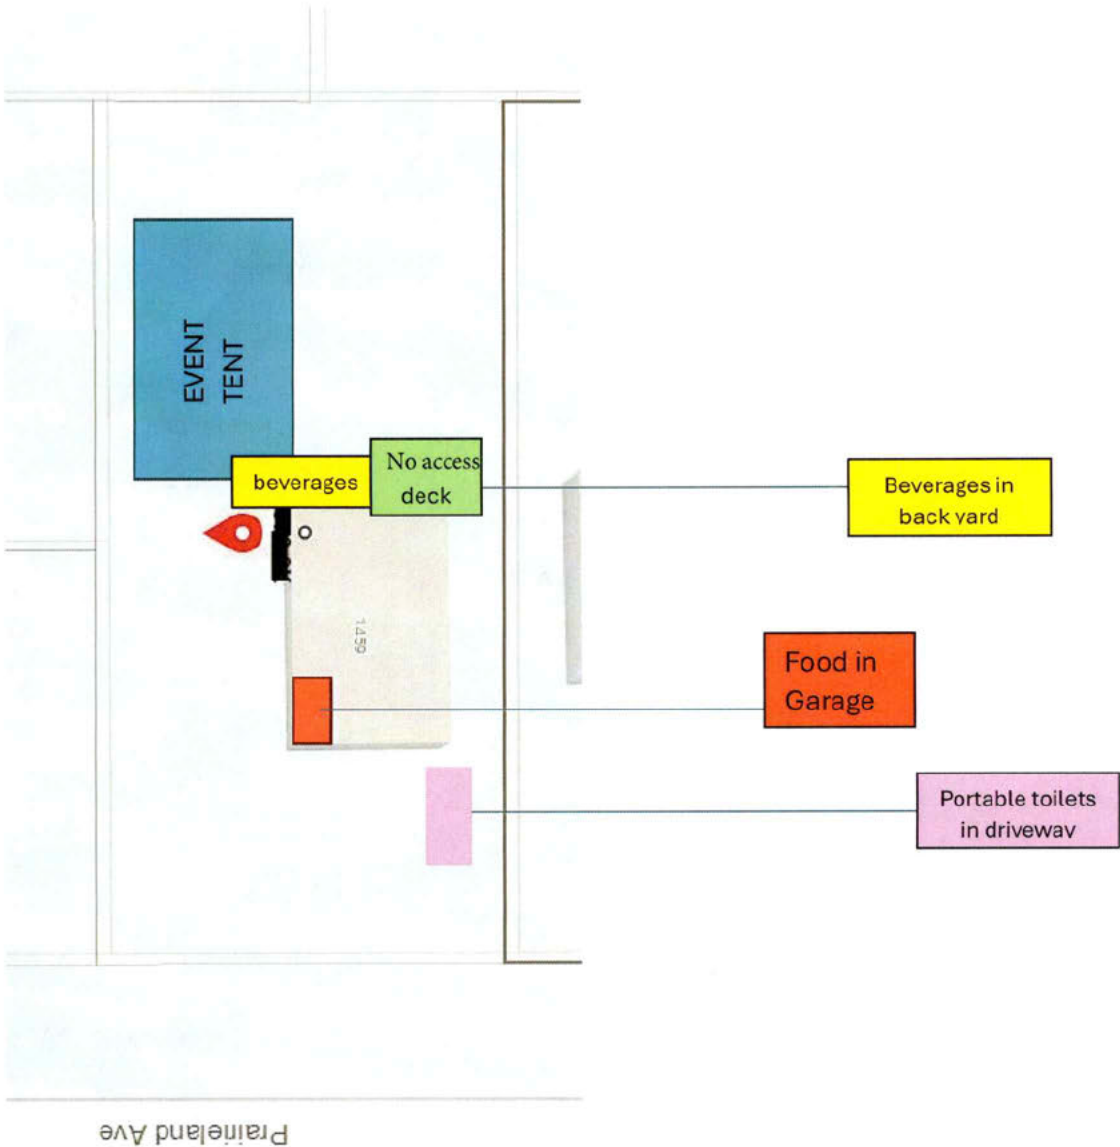 EVENT
TENT
beverages
No access
deck
Beverages in
back yard
1459
Food in
Garage
Portable toilets
in driveway
Prairieland Ave